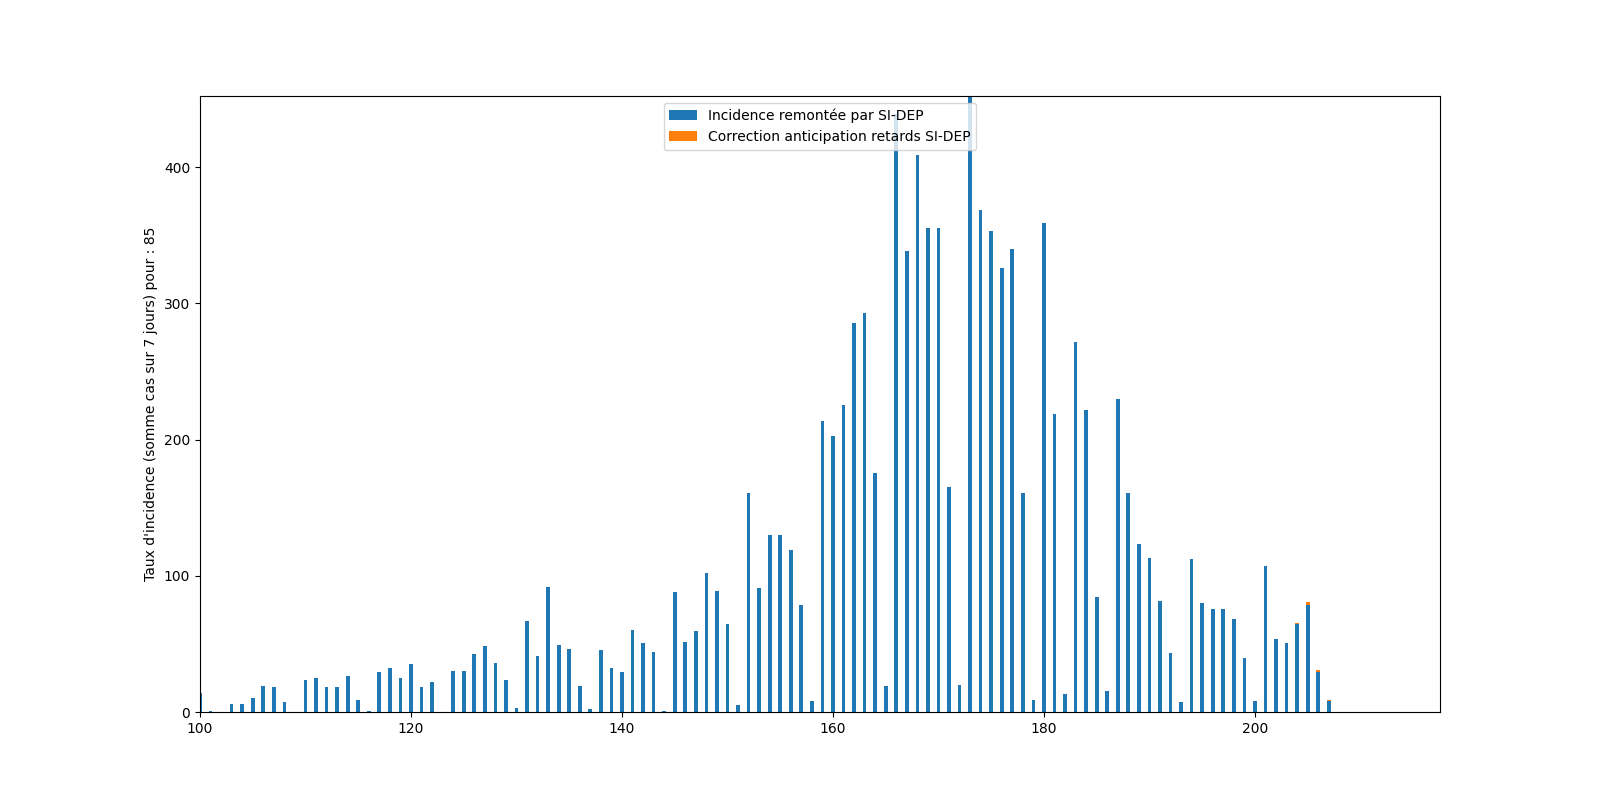 Incidence remontée par SI-DEP
Correction anticipation retards SI-DEP
Taux d'incidence (somme cas sur 7 jours) pour : 85
400
300
200
100
0
100 120 140 160 180 200